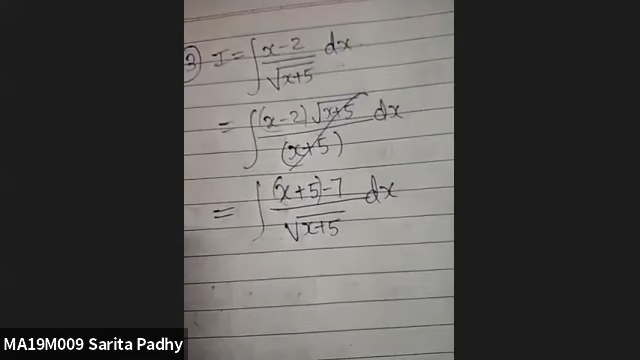 ③ I = ∫ x-2 / √x+5 dx
= ∫ (x-2) √x+5 / (x+5) dx
= ∫ (x+5)-7 / √x+5 dx
MA19M009 Sarita Padhy